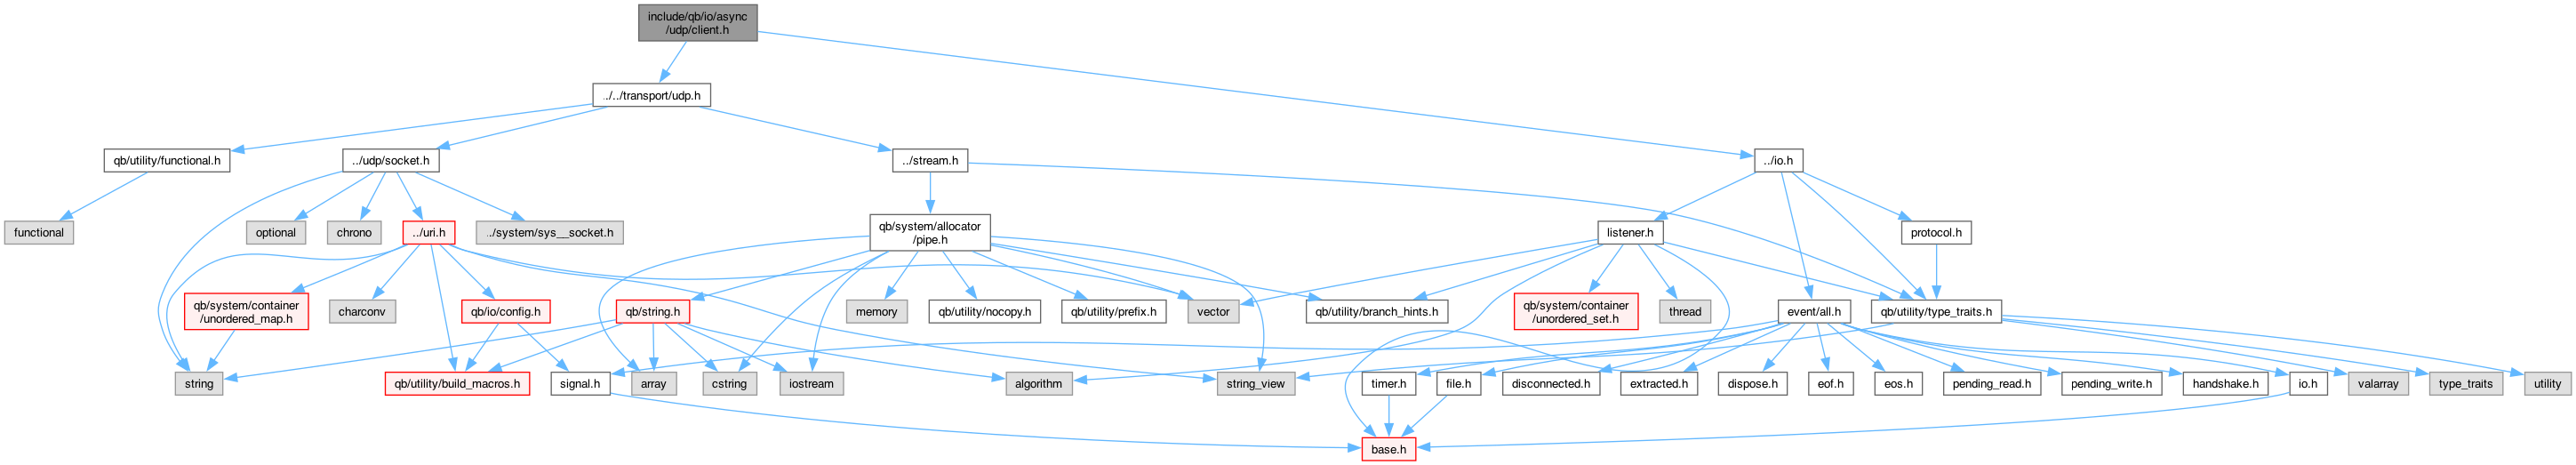 include/qb/io/async
/udp/client.h
../../transport/udp.h
qb/utility/functional.h
../udp/socket.h
../stream.h
../io.h
functional
optional
chrono
../uri.h
../system/sys__socket.h
qb/system/allocator
/pipe.h
listener.h
protocol.h
qb/system/container
/unordered_map.h
charconv
qb/io/config.h
qb/string.h
memory
qb/utility/nocopy.h
qb/utility/prefix.h
vector
qb/utility/branch_hints.h
qb/system/container
/unordered_set.h
thread
event/all.h
qb/utility/type_traits.h
string
qb/utility/build_macros.h
signal.h
array
cstring
iostream
algorithm
string_view
timer.h
file.h
disconnected.h
extracted.h
dispose.h
eof.h
eos.h
pending_read.h
pending_write.h
handshake.h
io.h
valarray
type_traits
utility
base.h